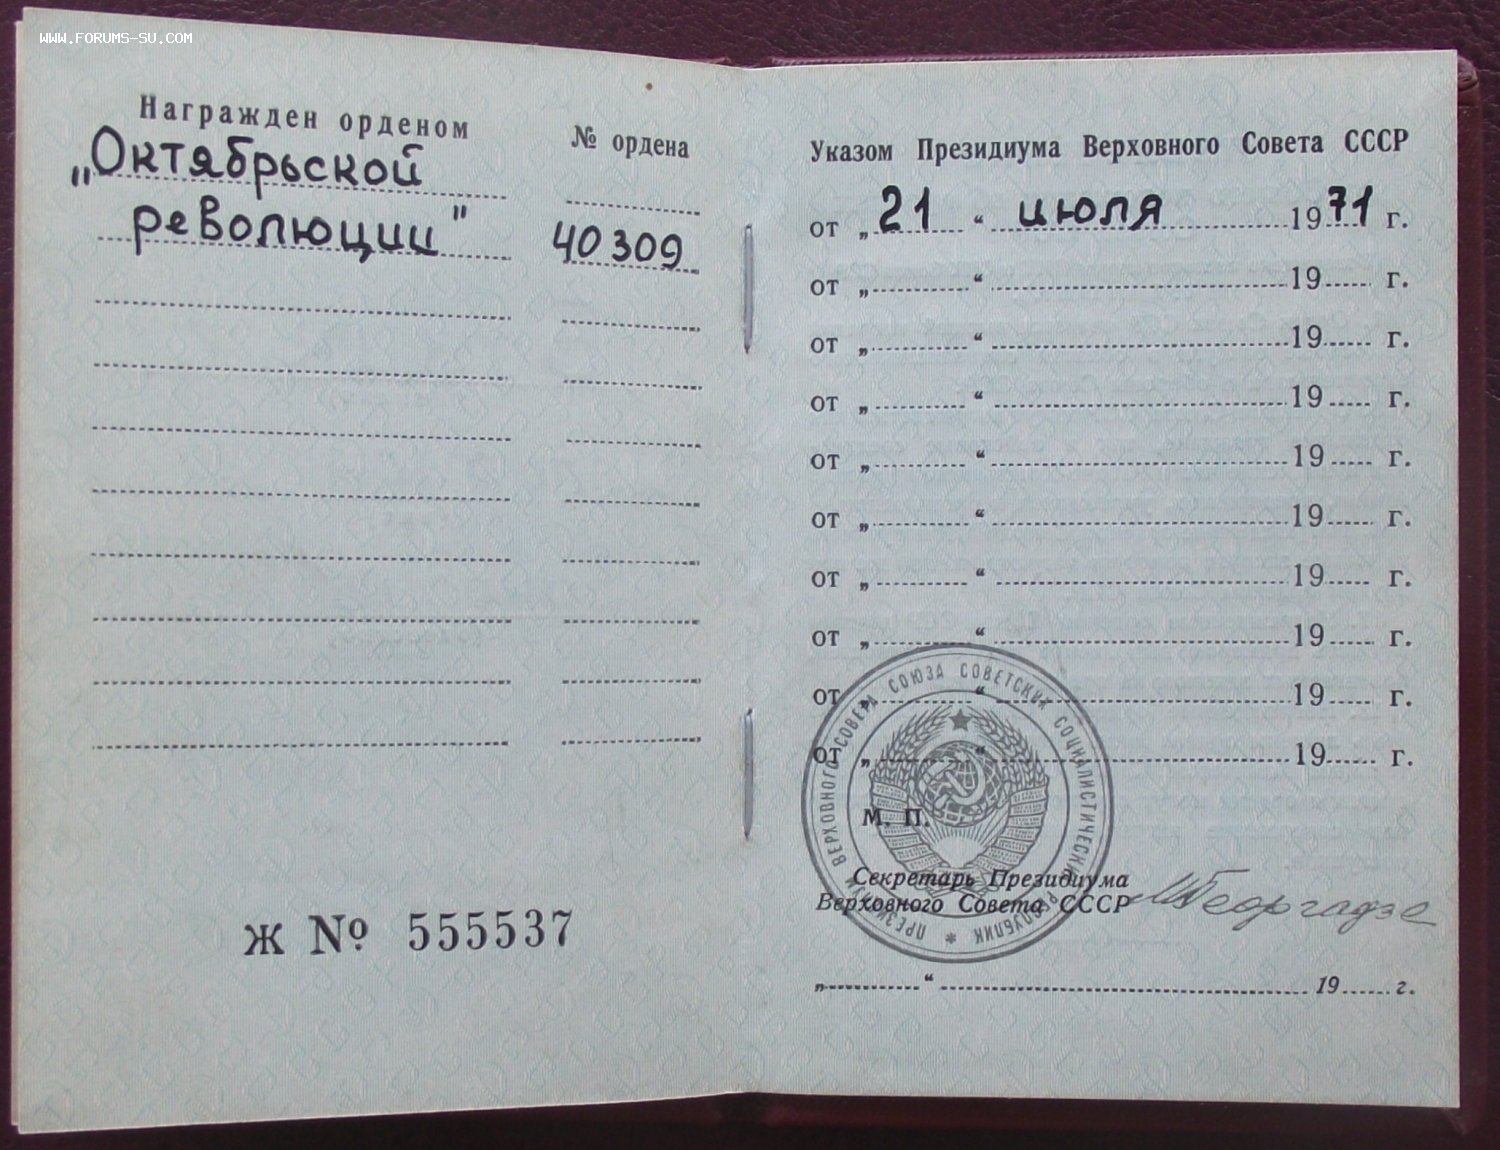 WWW.FORUMS-SU.COM
Награжден орденом
№ ордена
„Октябрьской
революции"
40309
Ж № 555537
Указом Президиума Верховного Совета СССР
от „21“ июля 1971 г.
от „ “ 19 г.
от „ “ 19 г.
от „ “ 19 г.
от „ “ 19 г.
от „ “ 19 г.
от „ “ 19 г.
от „ “ 19 г.
от „ “ 19 г.
от „ “ 19 г.
М. П.
ПРЕЗИДИУМ ВЕРХОВНОГО СОВЕТА СОЮЗА СОВЕТСКИХ СОЦИАЛИСТИЧЕСКИХ РЕСПУБЛИК
Секретарь Президиума
Верховного Совета СССР
МГеоргадзе
„ “ 19 г.